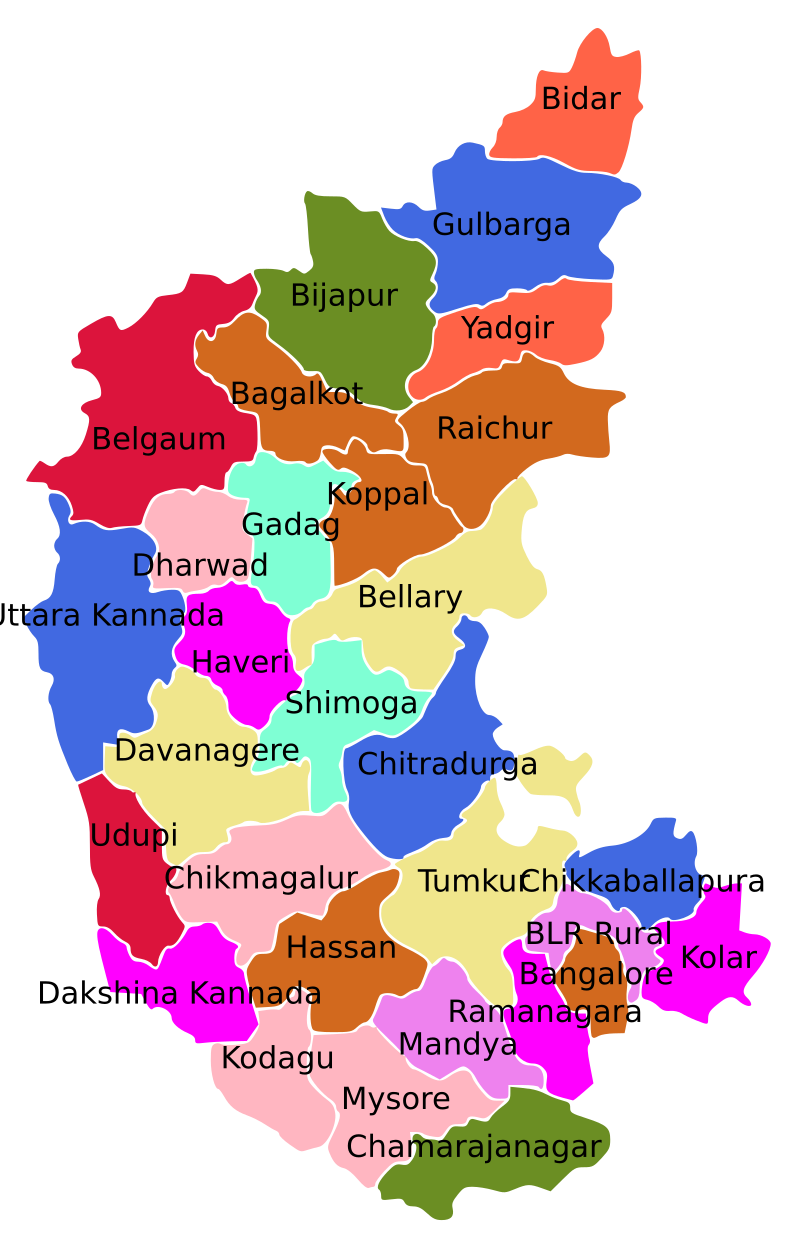 Bidar
Gulbarga
Bijapur
Yadgir
Bagalkot
Raichur
Belgaum
Koppal
Gadag
Dharwad
Bellary
Uttara Kannada
Haveri
Shimoga
Davanagere
Chitradurga
Udupi
Chikmagalur
Tumkur
Chikkaballapura
BLR Rural
Hassan
Kolar
Bangalore
Dakshina Kannada
Ramanagara
Mandya
Kodagu
Mysore
Chamarajanagar